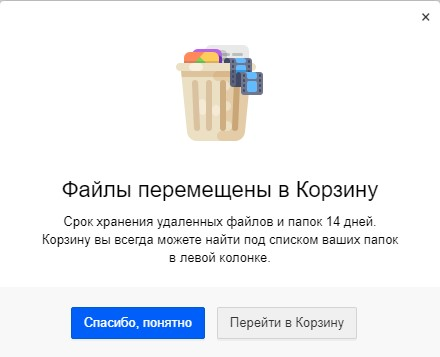 Файлы перемещены в Корзину
Срок хранения удаленных файлов и папок 14 дней.
Корзину вы всегда можете найти под списком ваших папок
в левой колонке.
Спасибо, понятно
Перейти в Корзину